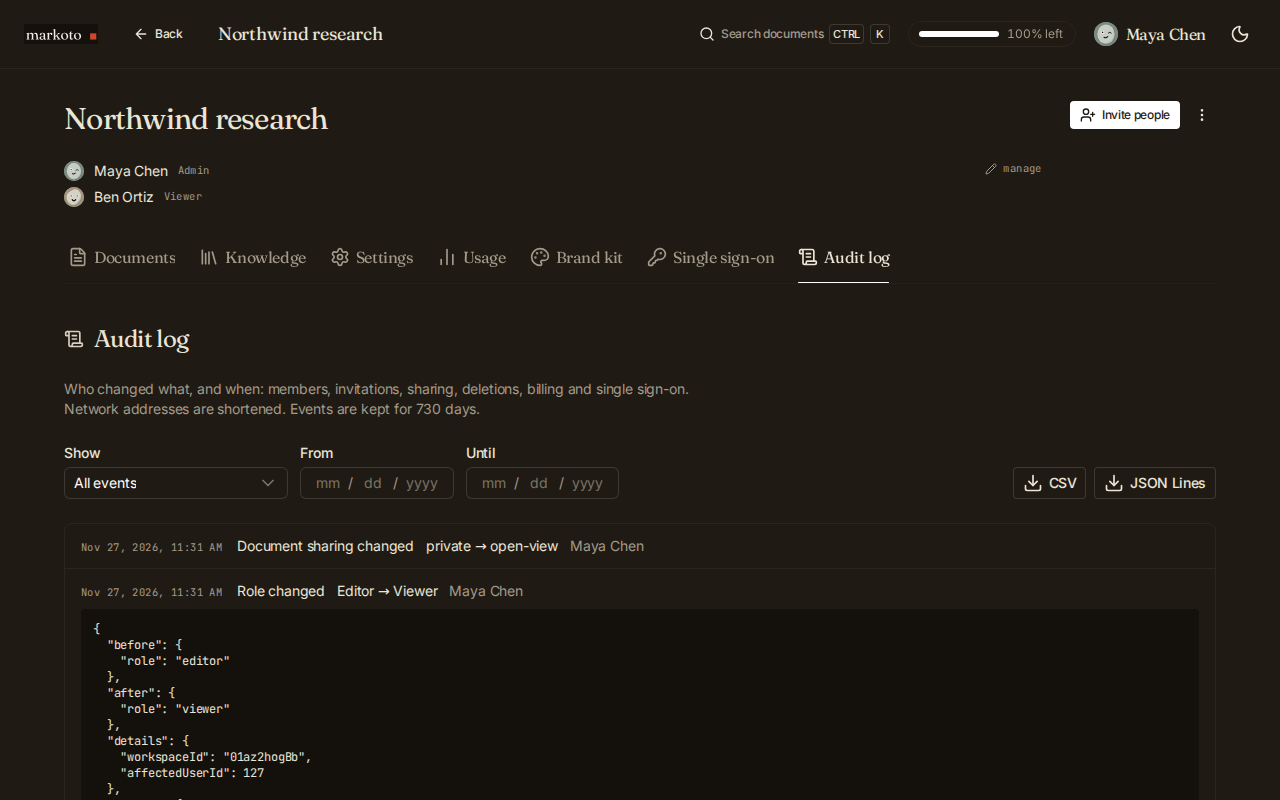 markoto
Back
Northwind research
Search documents CTRL K
100% left
Maya Chen
Northwind research
Invite people
Maya Chen Admin
manage
Ben Ortiz Viewer
Documents
Knowledge
Settings
Usage
Brand kit
Single sign-on
Audit log
Audit log
Who changed what, and when: members, invitations, sharing, deletions, billing and single sign-on.
Network addresses are shortened. Events are kept for 730 days.
Show
From
Until
All events
mm / dd / yyyy
mm / dd / yyyy
CSV
JSON Lines
Nov 27, 2026, 11:31 AM Document sharing changed private → open-view Maya Chen
Nov 27, 2026, 11:31 AM Role changed Editor → Viewer Maya Chen
{
  "before": {
    "role": "editor"
  },
  "after": {
    "role": "viewer"
  },
  "details": {
    "workspaceId": "01az2hogBb",
    "affectedUserId": 127
  },